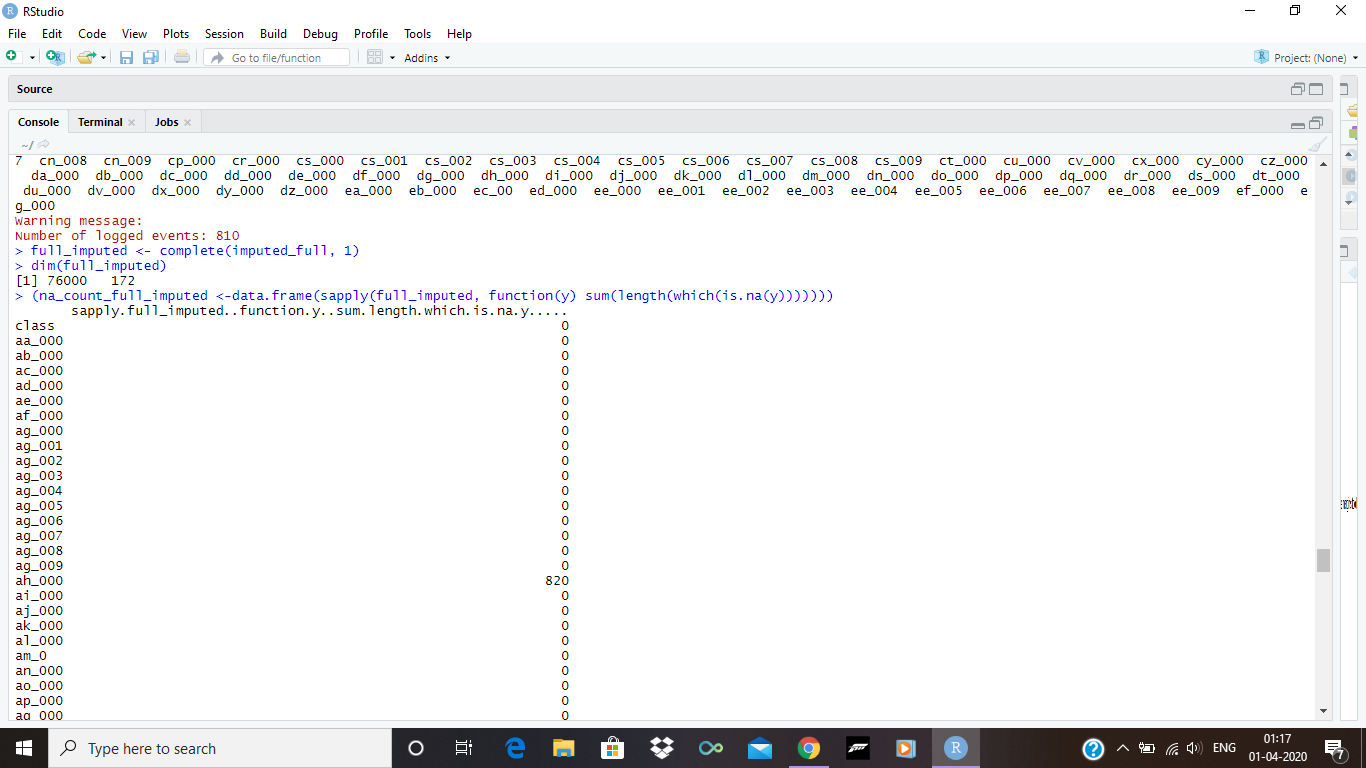 RStudio
File Edit Code View Plots Session Build Debug Profile Tools Help
Go to file/function Addins Project: (None)
Source
Console Terminal Jobs
~/
7 cn_008 cn_009 cp_000 cr_000 cs_000 cs_001 cs_002 cs_003 cs_004 cs_005 cs_006 cs_007 cs_008 cs_009 ct_000 cu_000 cv_000 cx_000 cy_000 cz_000
da_000 db_000 dc_000 dd_000 de_000 df_000 dg_000 dh_000 di_000 dj_000 dk_000 dl_000 dm_000 dn_000 do_000 dp_000 dq_000 dr_000 ds_000 dt_000
du_000 dv_000 dx_000 dy_000 dz_000 ea_000 eb_000 ec_00 ed_000 ee_000 ee_001 ee_002 ee_003 ee_004 ee_005 ee_006 ee_007 ee_008 ee_009 ef_000 e
g_000
Warning message:
Number of logged events: 810
> full_imputed <- complete(imputed_full, 1)
> dim(full_imputed)
[1] 76000 172
> (na_count_full_imputed <-data.frame(sapply(full_imputed, function(y) sum(length(which(is.na(y)))))))
sapply.full_imputed..function.y..sum.length.which.is.na.y.....
class 0
aa_000 0
ab_000 0
ac_000 0
ad_000 0
ae_000 0
af_000 0
ag_000 0
ag_001 0
ag_002 0
ag_003 0
ag_004 0
ag_005 0
ag_006 0
ag_007 0
ag_008 0
ag_009 0
ah_000 820
ai_000 0
aj_000 0
ak_000 0
al_000 0
am_0 0
an_000 0
ao_000 0
ap_000 0
aq_000 0
Type here to search
ENG
01:17
01-04-2020
7